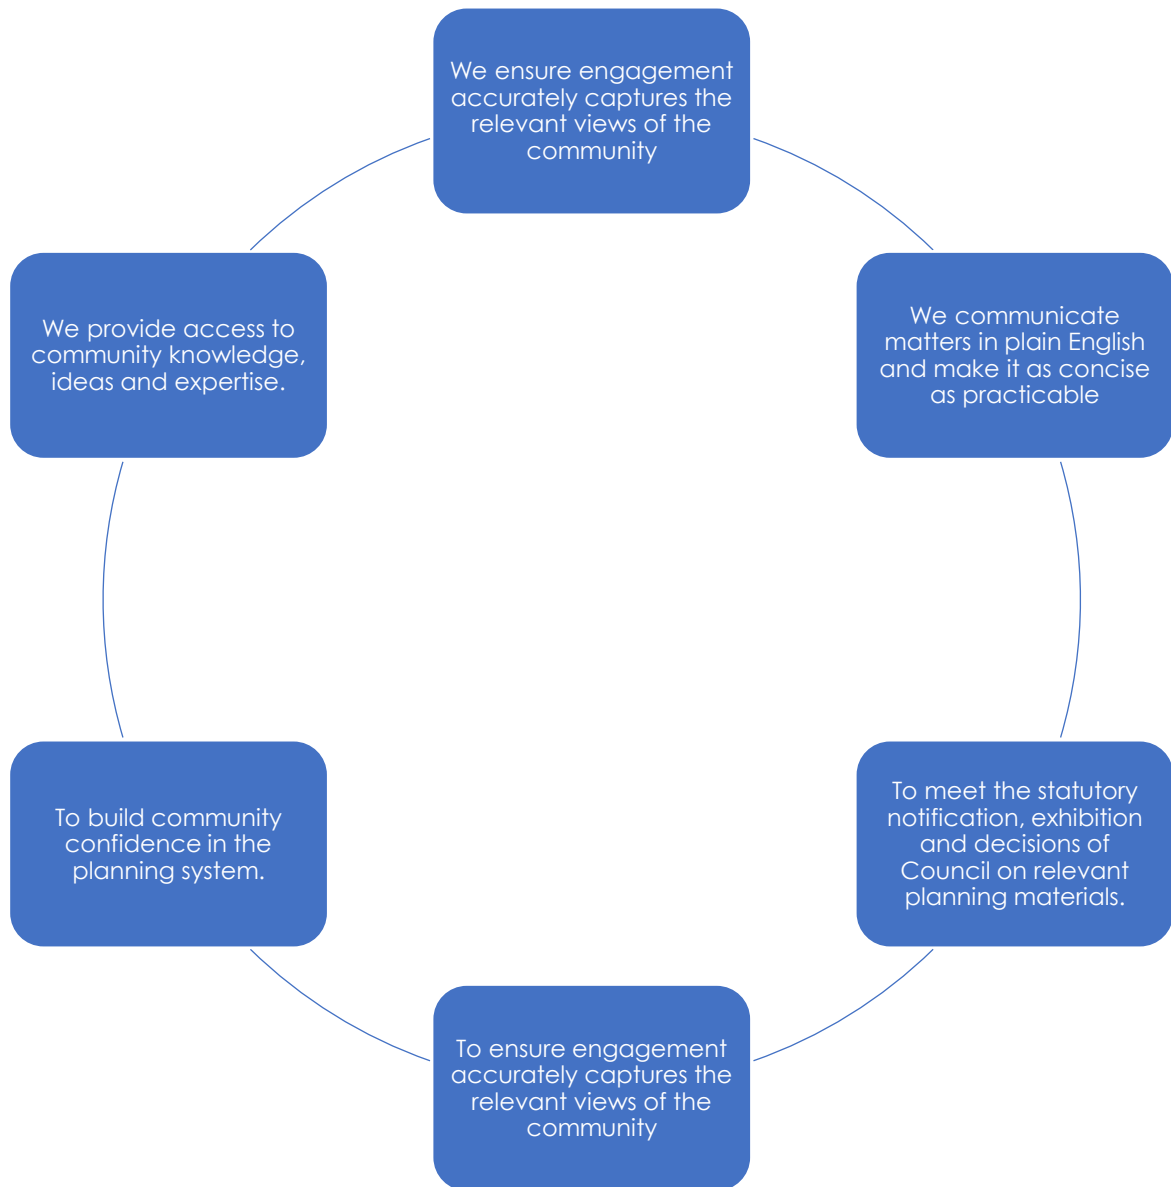 We ensure engagement
accurately captures the
relevant views of the
community
We provide access to
community knowledge,
ideas and expertise.
We communicate
matters in plain English
and make it as concise
as practicable
To build community
confidence in the
planning system.
To meet the statutory
notification, exhibition
and decisions of
Council on relevant
planning materials.
To ensure engagement
accurately captures the
relevant views of the
community